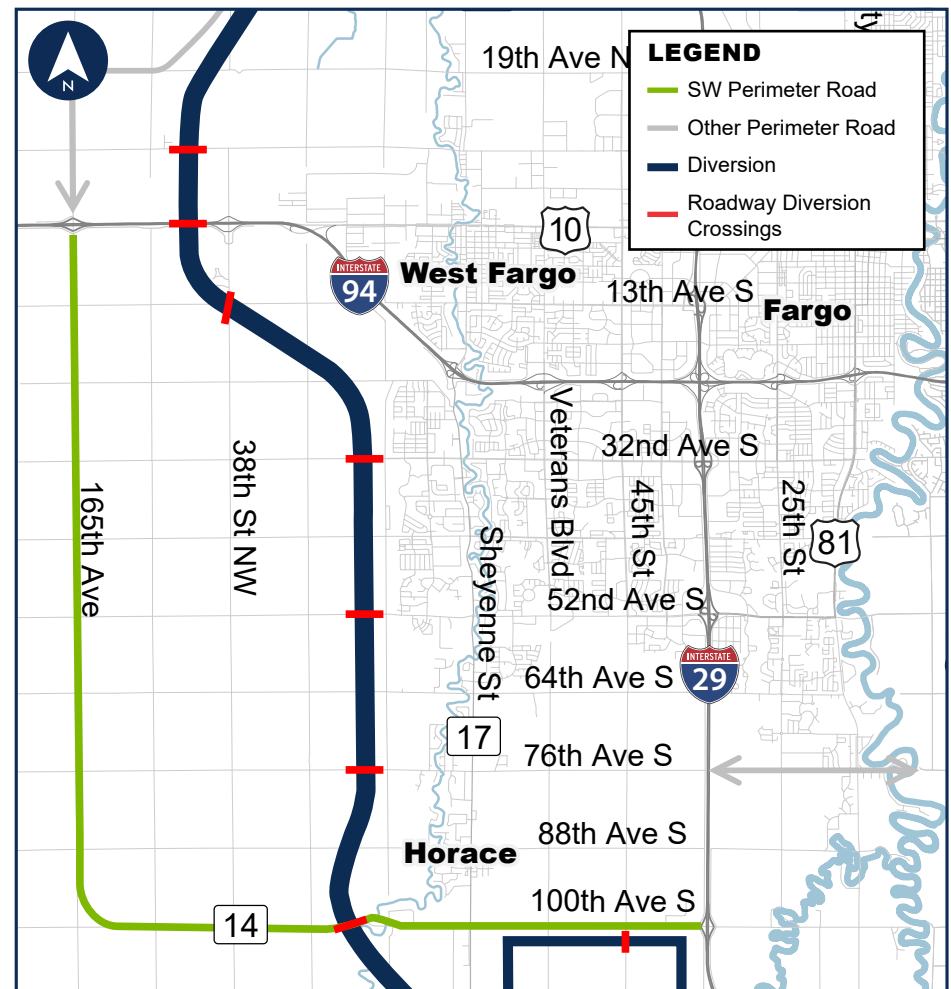 N
ty
19th Ave N
LEGEND
SW Perimeter Road
Other Perimeter Road
Diversion
Roadway Diversion
Crossings
10
INTERSTATE
94
West Fargo
13th Ave S
Fargo
32nd Ave S
38th St NW
Veterans Blvd
45th St
25th St
165th Ave
81
Sheyenne St
52nd Ave S
INTERSTATE
29
64th Ave S
17
76th Ave S
88th Ave S
Horace
100th Ave S
14